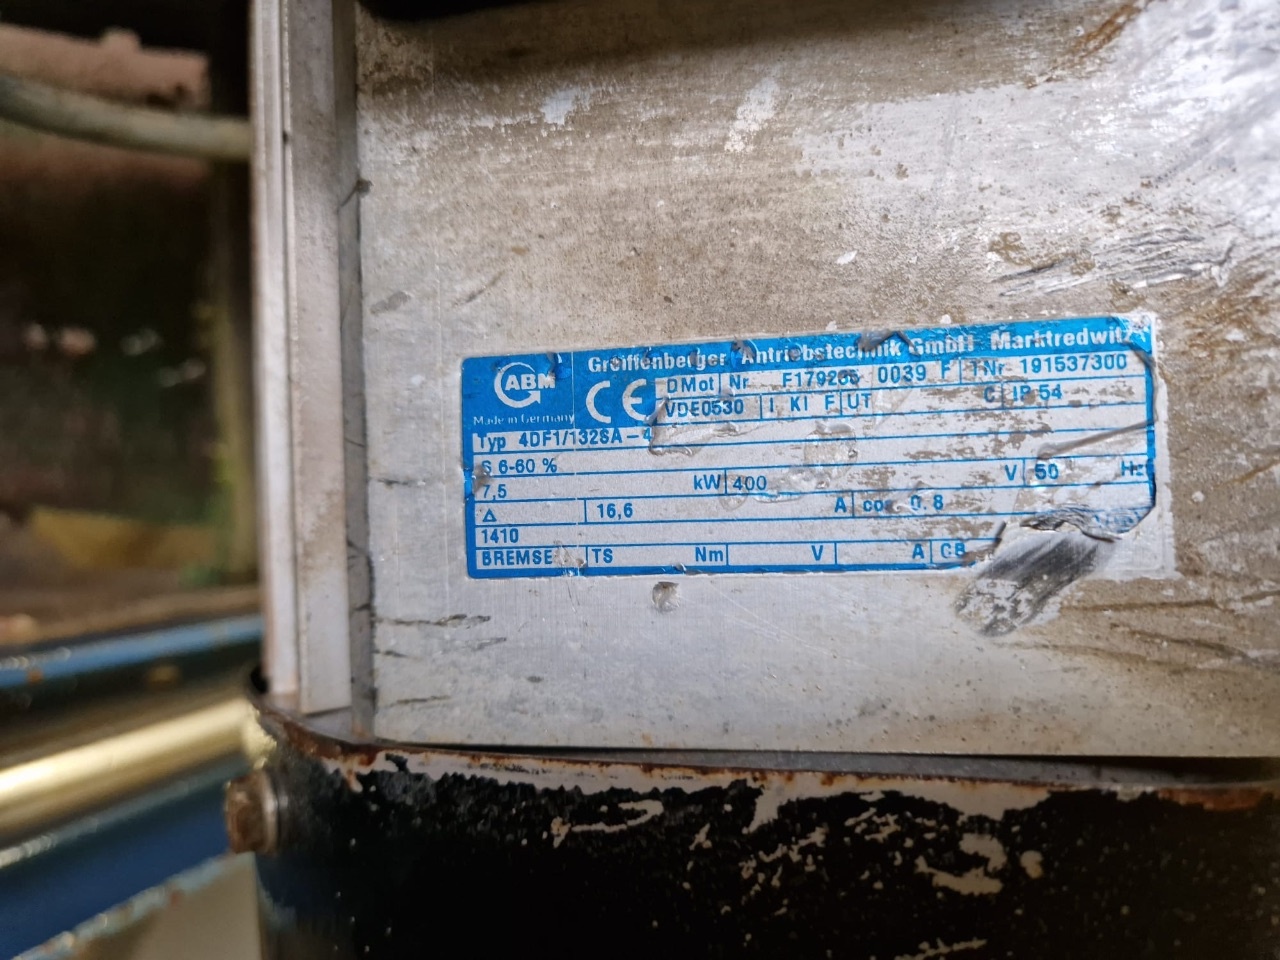 ABM
Made in Germany
Greiffenberger Antriebstechnik GmbH Marktredwitz
CE
D Mot Nr F179265 0039 F TNr 191537300
VDE0530 I KI F UT C IP 54
Typ 4DF1/132SA-4
S 6-60 %
7,5 kW 400 V 50 Hz
Δ 16,6 A cos 0.8
1410
BREMSE TS Nm V A